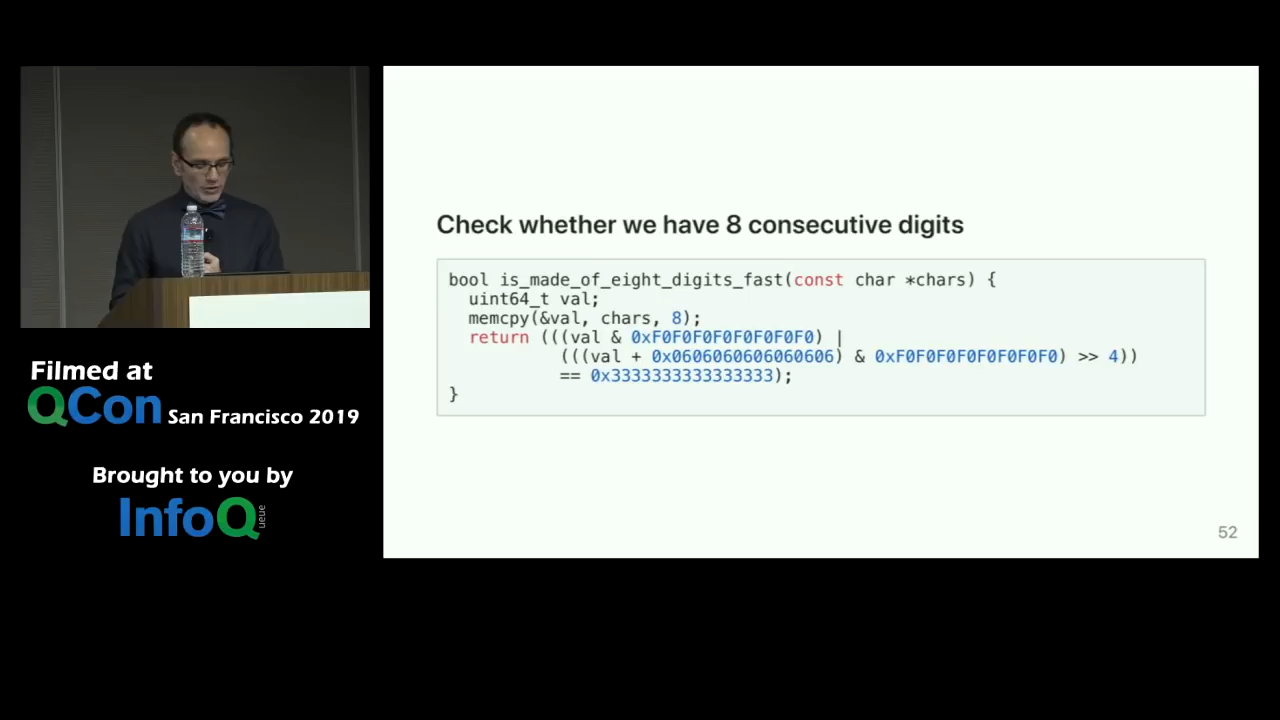 Check whether we have 8 consecutive digits
bool is_made_of_eight_digits_fast(const char *chars) {
uint64_t val;
memcpy(&val, chars, 8);
return (((val & 0xF0F0F0F0F0F0F0F0) |
(((val + 0x0606060606060606) & 0xF0F0F0F0F0F0F0F0) >> 4))
== 0x3333333333333333);
}
52
Filmed at
QCon San Francisco 2019
Brought to you by
InfoQ
ueue